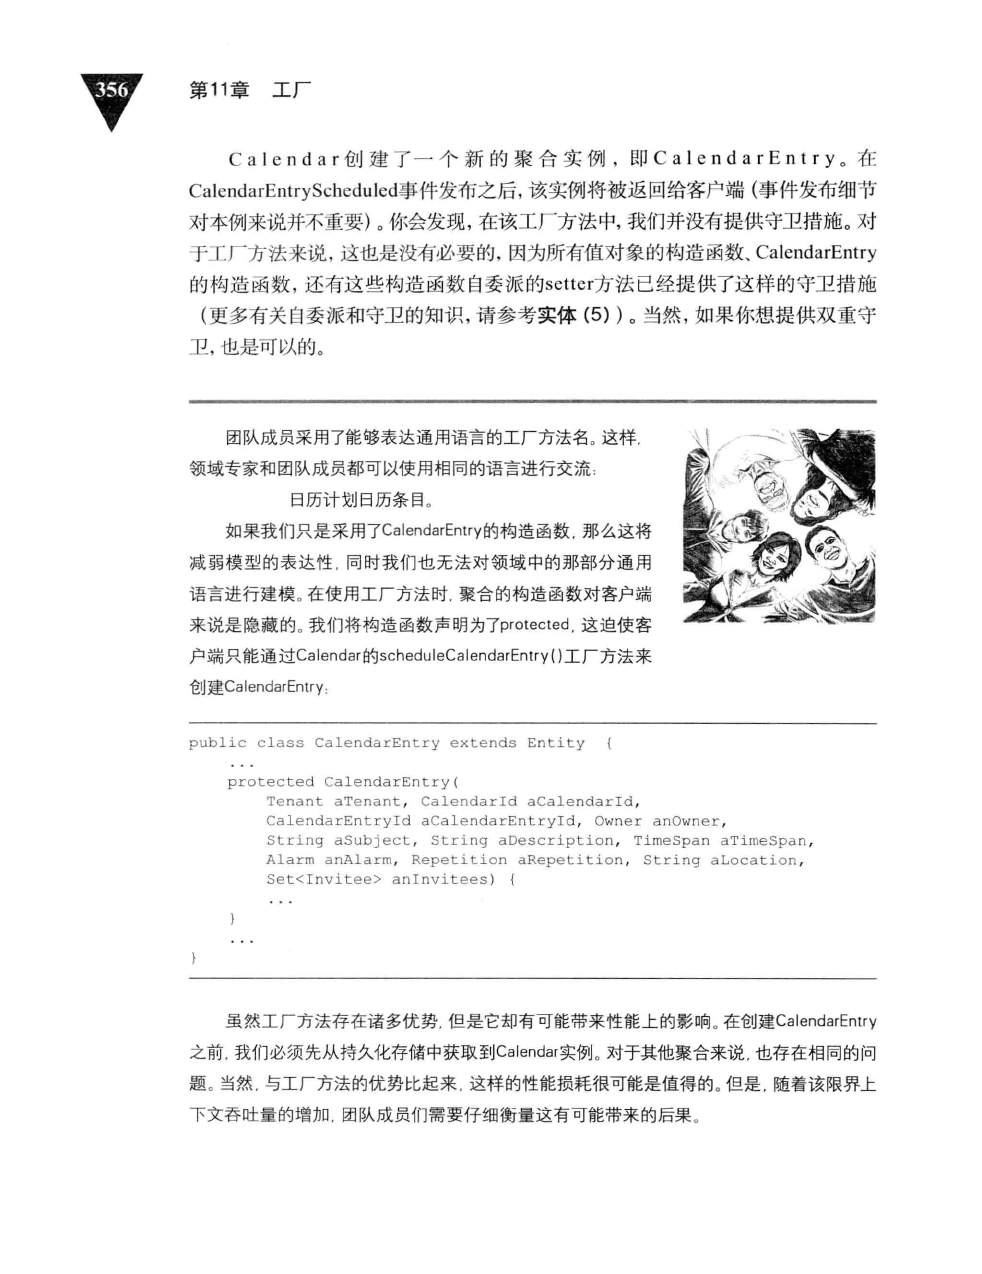 356
第11章 工厂
Calendar创建了一个新的聚合实例，即CalendarEntry。在
CalendarEntryScheduled事件发布之后，该实例将被返回给客户端（事件发布细节
对本例来说并不重要）。你会发现，在该工厂方法中，我们并没有提供守卫措施。对
于工厂方法来说，这也是没有必要的，因为所有值对象的构造函数、CalendarEntry
的构造函数，还有这些构造函数自委派的setter方法已经提供了这样的守卫措施
（更多有关自委派和守卫的知识，请参考实体（5））。当然，如果你想提供双重守
卫，也是可以的。
团队成员采用了能够表达通用语言的工厂方法名。这样，
领域专家和团队成员都可以使用相同的语言进行交流：
日历计划日历条目。
如果我们只是采用了CalendarEntry的构造函数，那么这将
减弱模型的表达性，同时我们也无法对领域中的那部分通用
语言进行建模。在使用工厂方法时，聚合的构造函数对客户端
来说是隐藏的。我们将构造函数声明为了protected，这迫使客
户端只能通过Calendar的scheduleCalendarEntry()工厂方法来
创建CalendarEntry：
public class CalendarEntry extends Entity {
...
protected CalendarEntry(
Tenant aTenant, CalendarId aCalendarId,
CalendarEntryId aCalendarEntryId, Owner anOwner,
String aSubject, String aDescription, TimeSpan aTimeSpan,
Alarm anAlarm, Repetition aRepetition, String aLocation,
Set<Invitee> anInvitees) {
...
}
...
}
虽然工厂方法存在诸多优势，但是它却有可能带来性能上的影响。在创建CalendarEntry
之前，我们必须先从持久化存储中获取到Calendar实例。对于其他聚合来说，也存在相同的问
题。当然，与工厂方法的优势比起来，这样的性能损耗很可能是值得的。但是，随着该限界上
下文吞吐量的增加，团队成员们需要仔细衡量这有可能带来的后果。